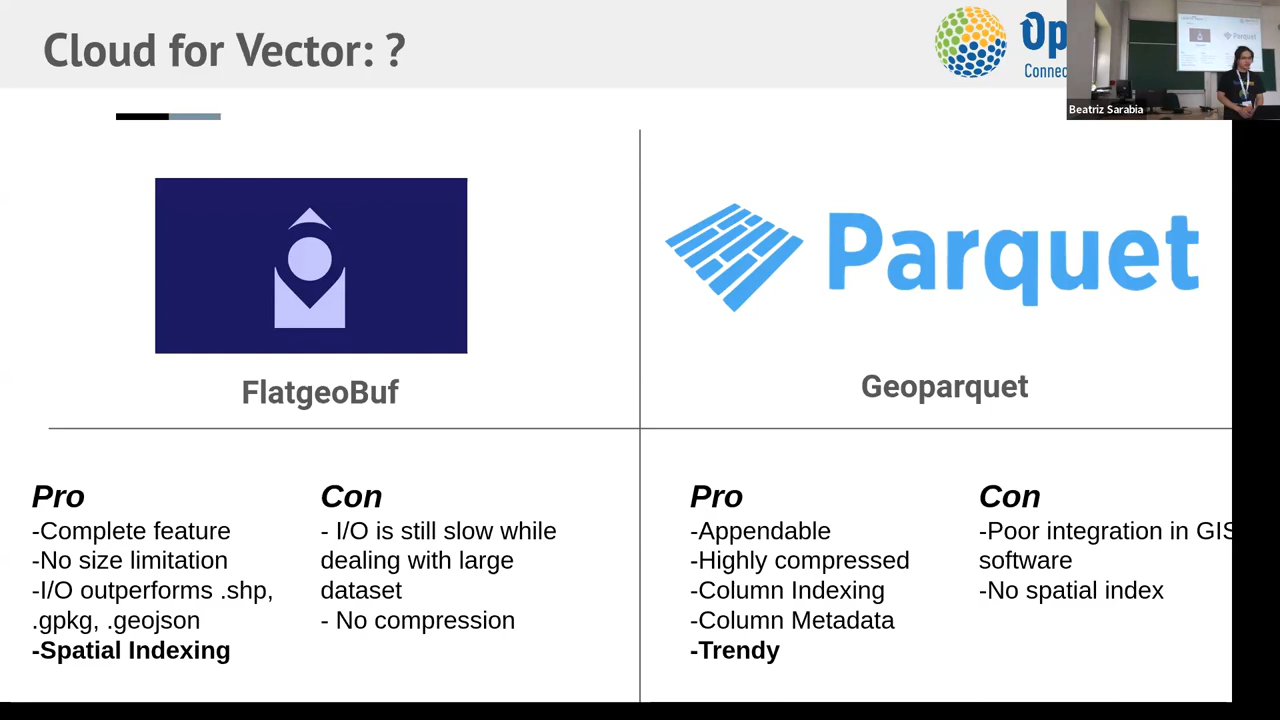 Cloud for Vector: ?
Op
Connec
Beatriz Sarabia
Parquet
FlatgeoBuf
Geoparquet
Pro
-Complete feature
-No size limitation
-I/O outperforms .shp,
.gpkg, .geojson
-Spatial Indexing
Con
- I/O is still slow while
dealing with large
dataset
- No compression
Pro
-Appendable
-Highly compressed
-Column Indexing
-Column Metadata
-Trendy
Con
-Poor integration in GIS
software
-No spatial index